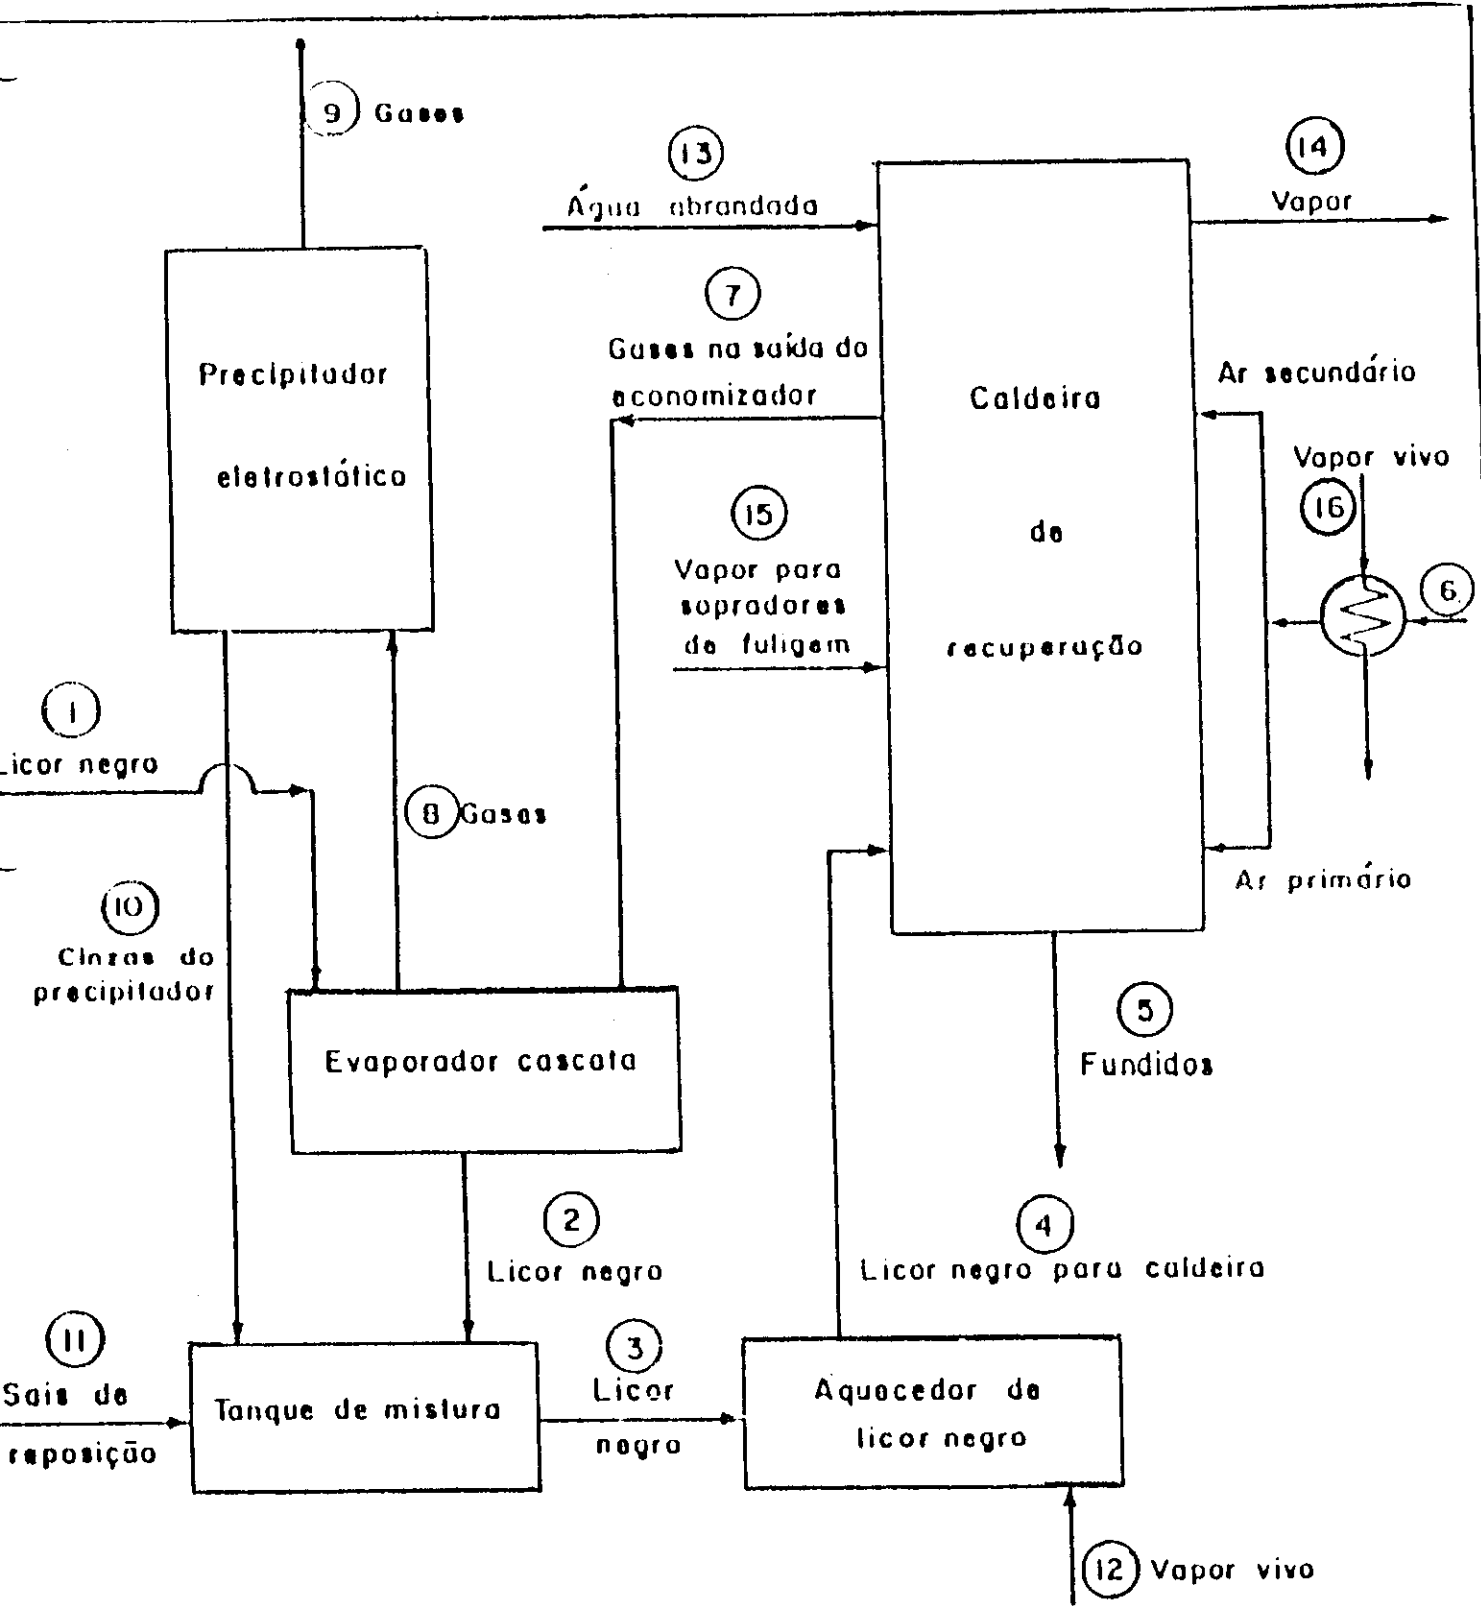 9 Gases
13
Água abrandada
14
Vapor
7
Gases na saída do
economizador
Precipitador
eletrostático
Caldeira
de
recuperação
Ar secundário
Vapor vivo
16
6
15
Vapor para
sopradores
de fuligem
1
Licor negro
8 Gases
Ar primário
10
Cinzas do
precipitador
Evaporador cascata
5
Fundidos
2
Licor negro
4
Licor negro para caldeira
11
Sais de
reposição
Tanque de mistura
3
Licor
negro
Aquecedor de
licor negro
12 Vapor vivo